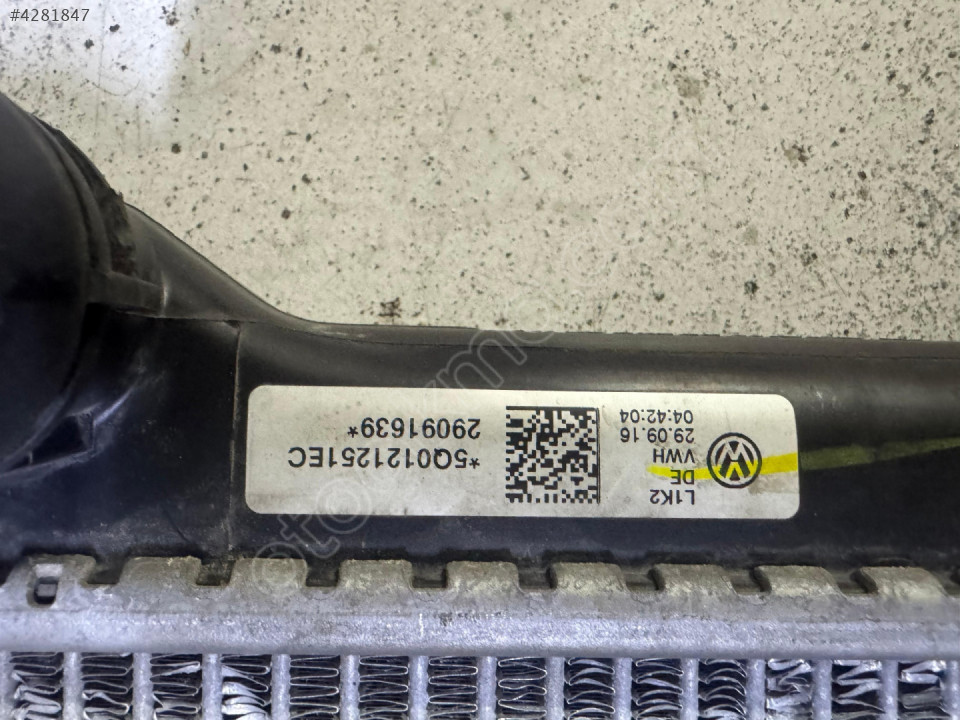 #4281847
L1K2
DE
VWH
29.09.16
04:42:04
*5Q0121251EC
29091639*